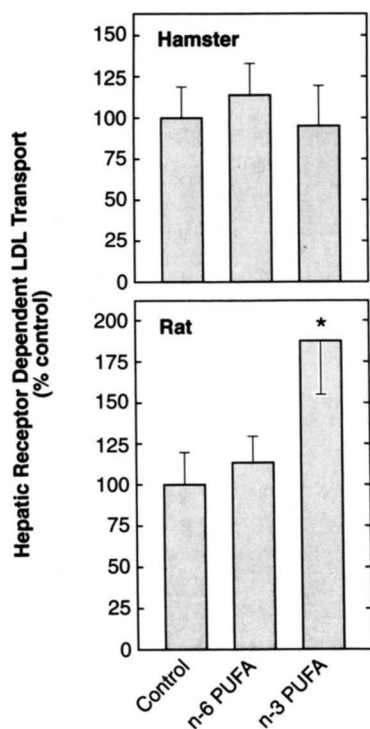 Hepatic Receptor Dependent LDL Transport
(% control)
Hamster
150
125
100
75
50
25
0
Rat
*
200
175
150
125
100
75
50
25
0
Control
n-6 PUFA
n-3 PUFA